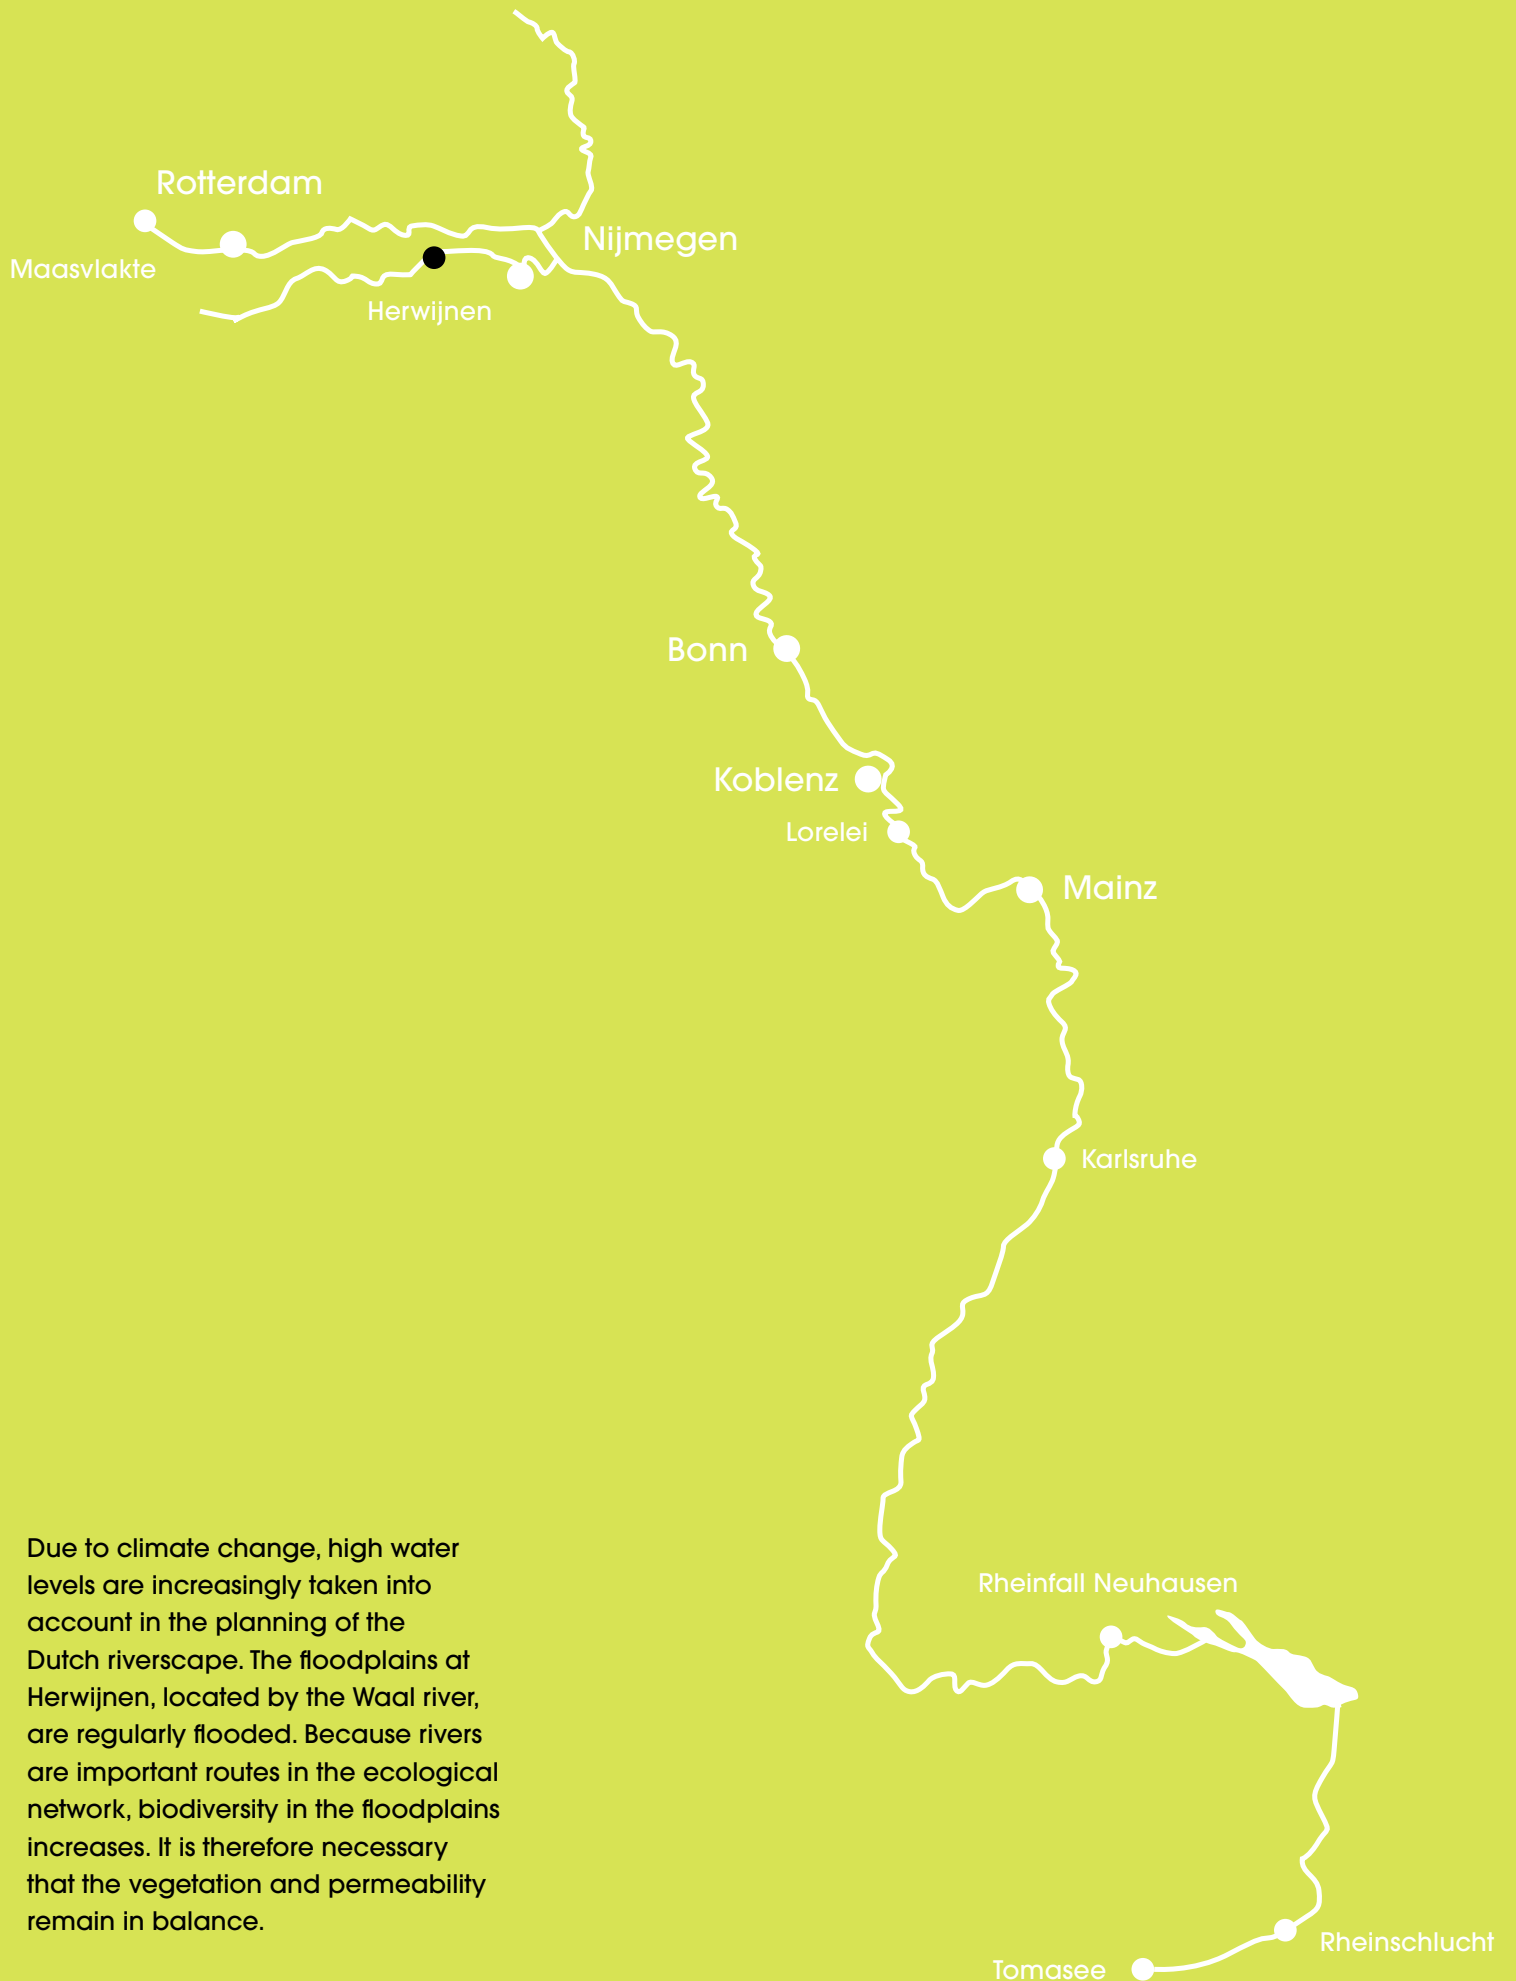 Rotterdam
Nijmegen
Maasvlakte
Herwijnen
Bonn
Koblenz
Lorelei
Mainz
Karlsruhe
Due to climate change, high water
levels are increasingly taken into
account in the planning of the
Dutch riverscape. The floodplains at
Herwijnen, located by the Waal river,
are regularly flooded. Because rivers
are important routes in the ecological
network, biodiversity in the floodplains
increases. It is therefore necessary
that the vegetation and permeability
remain in balance.
Rheinfall Neuhausen
Rheinschlucht
Tomasee